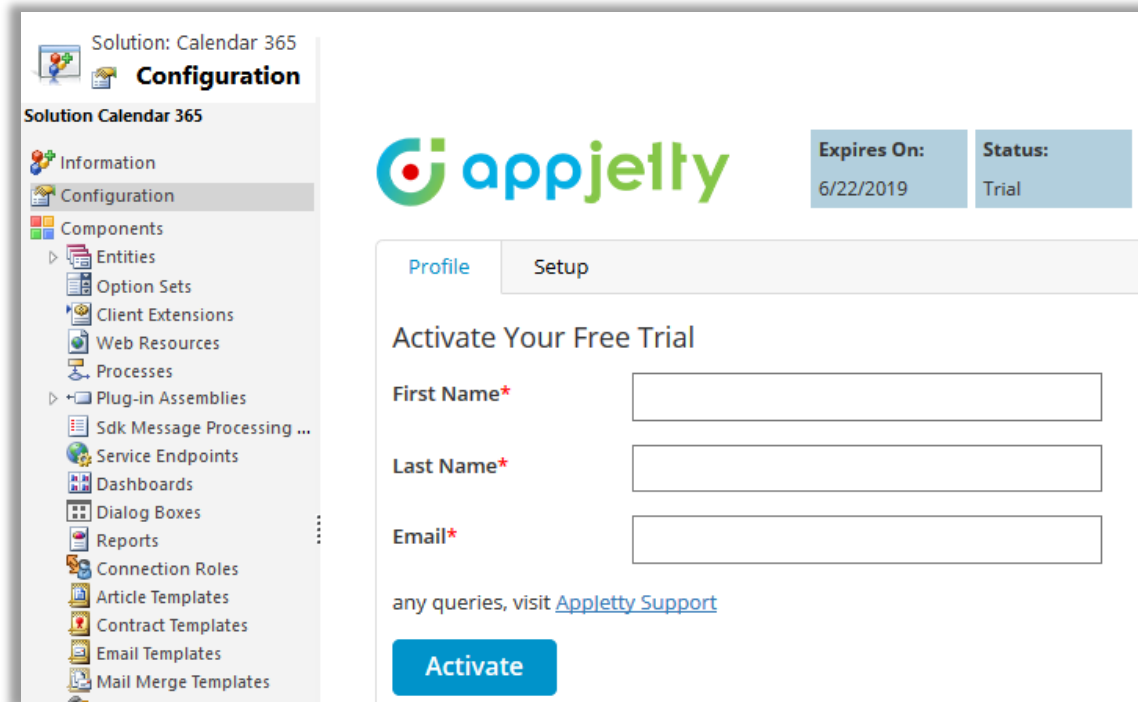 Solution: Calendar 365
Configuration
Solution Calendar 365
Information
Configuration
Components
Entities
Option Sets
Client Extensions
Web Resources
Processes
Plug-in Assemblies
Sdk Message Processing ...
Service Endpoints
Dashboards
Dialog Boxes
Reports
Connection Roles
Article Templates
Contract Templates
Email Templates
Mail Merge Templates
appjetty
Expires On: Status:
6/22/2019 Trial
Profile Setup
Activate Your Free Trial
First Name*
Last Name*
Email*
any queries, visit AppJetty Support
Activate